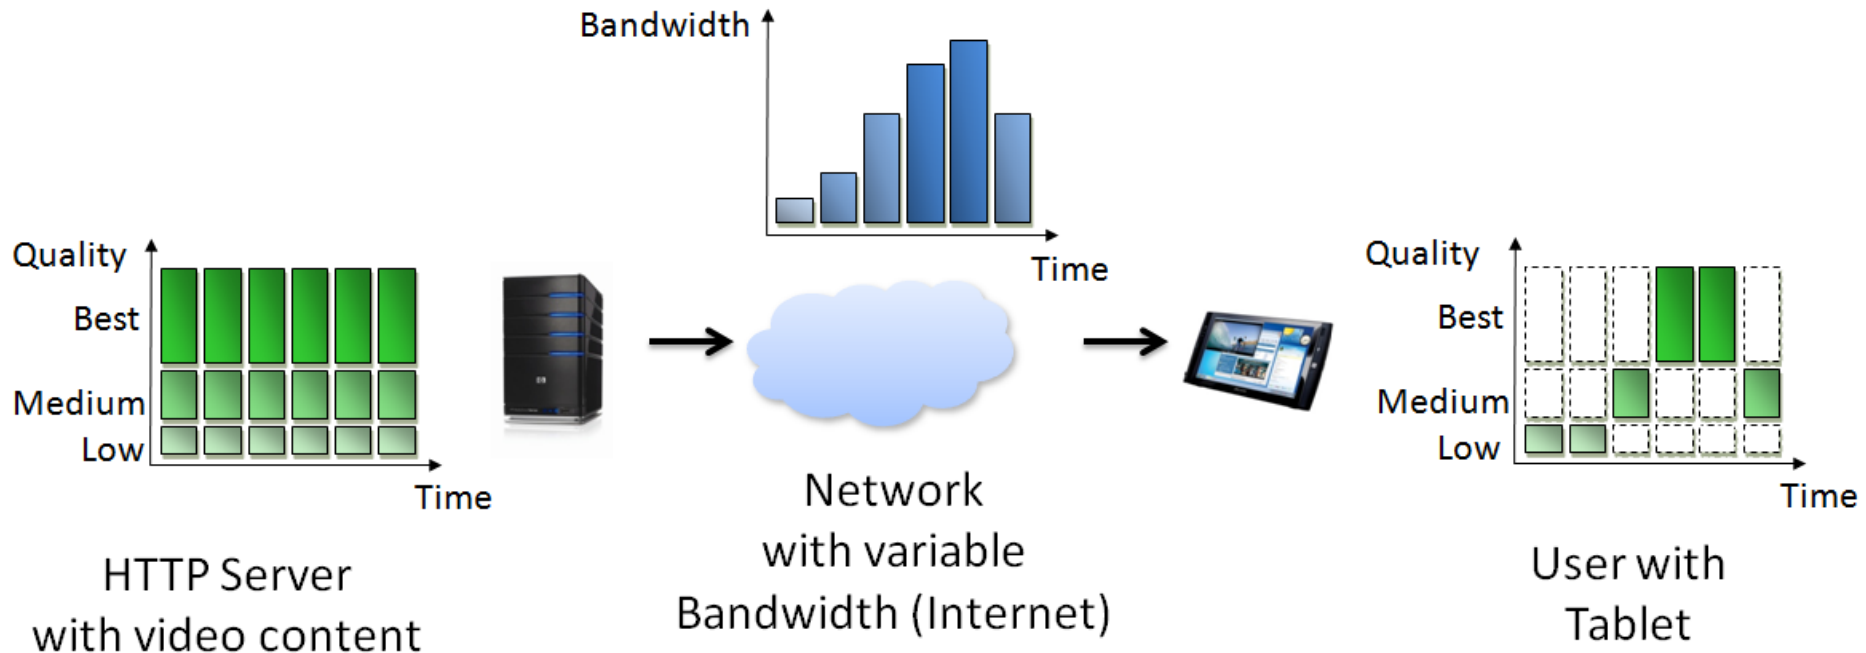 Bandwidth
Time
Quality
Best
Medium
Low
Time
HTTP Server
with video content
Network
with variable
Bandwidth (Internet)
Quality
Best
Medium
Low
Time
User with
Tablet